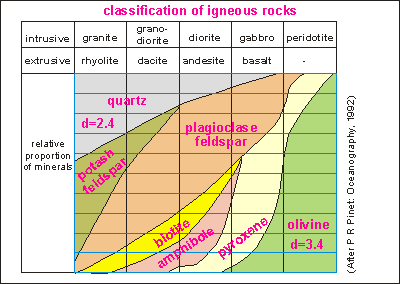 classification of igneous rocks
intrusive granite grano-diorite diorite gabbro peridotite
extrusive rhyolite dacite andesite basalt -
relative
proportion
of minerals
quartz
d=2.4
potash
feldspar
plagioclase
feldspar
biotite
amphibole
pyroxene
olivine
d=3.4
(After P R Pinet: Oceanography, 1992)